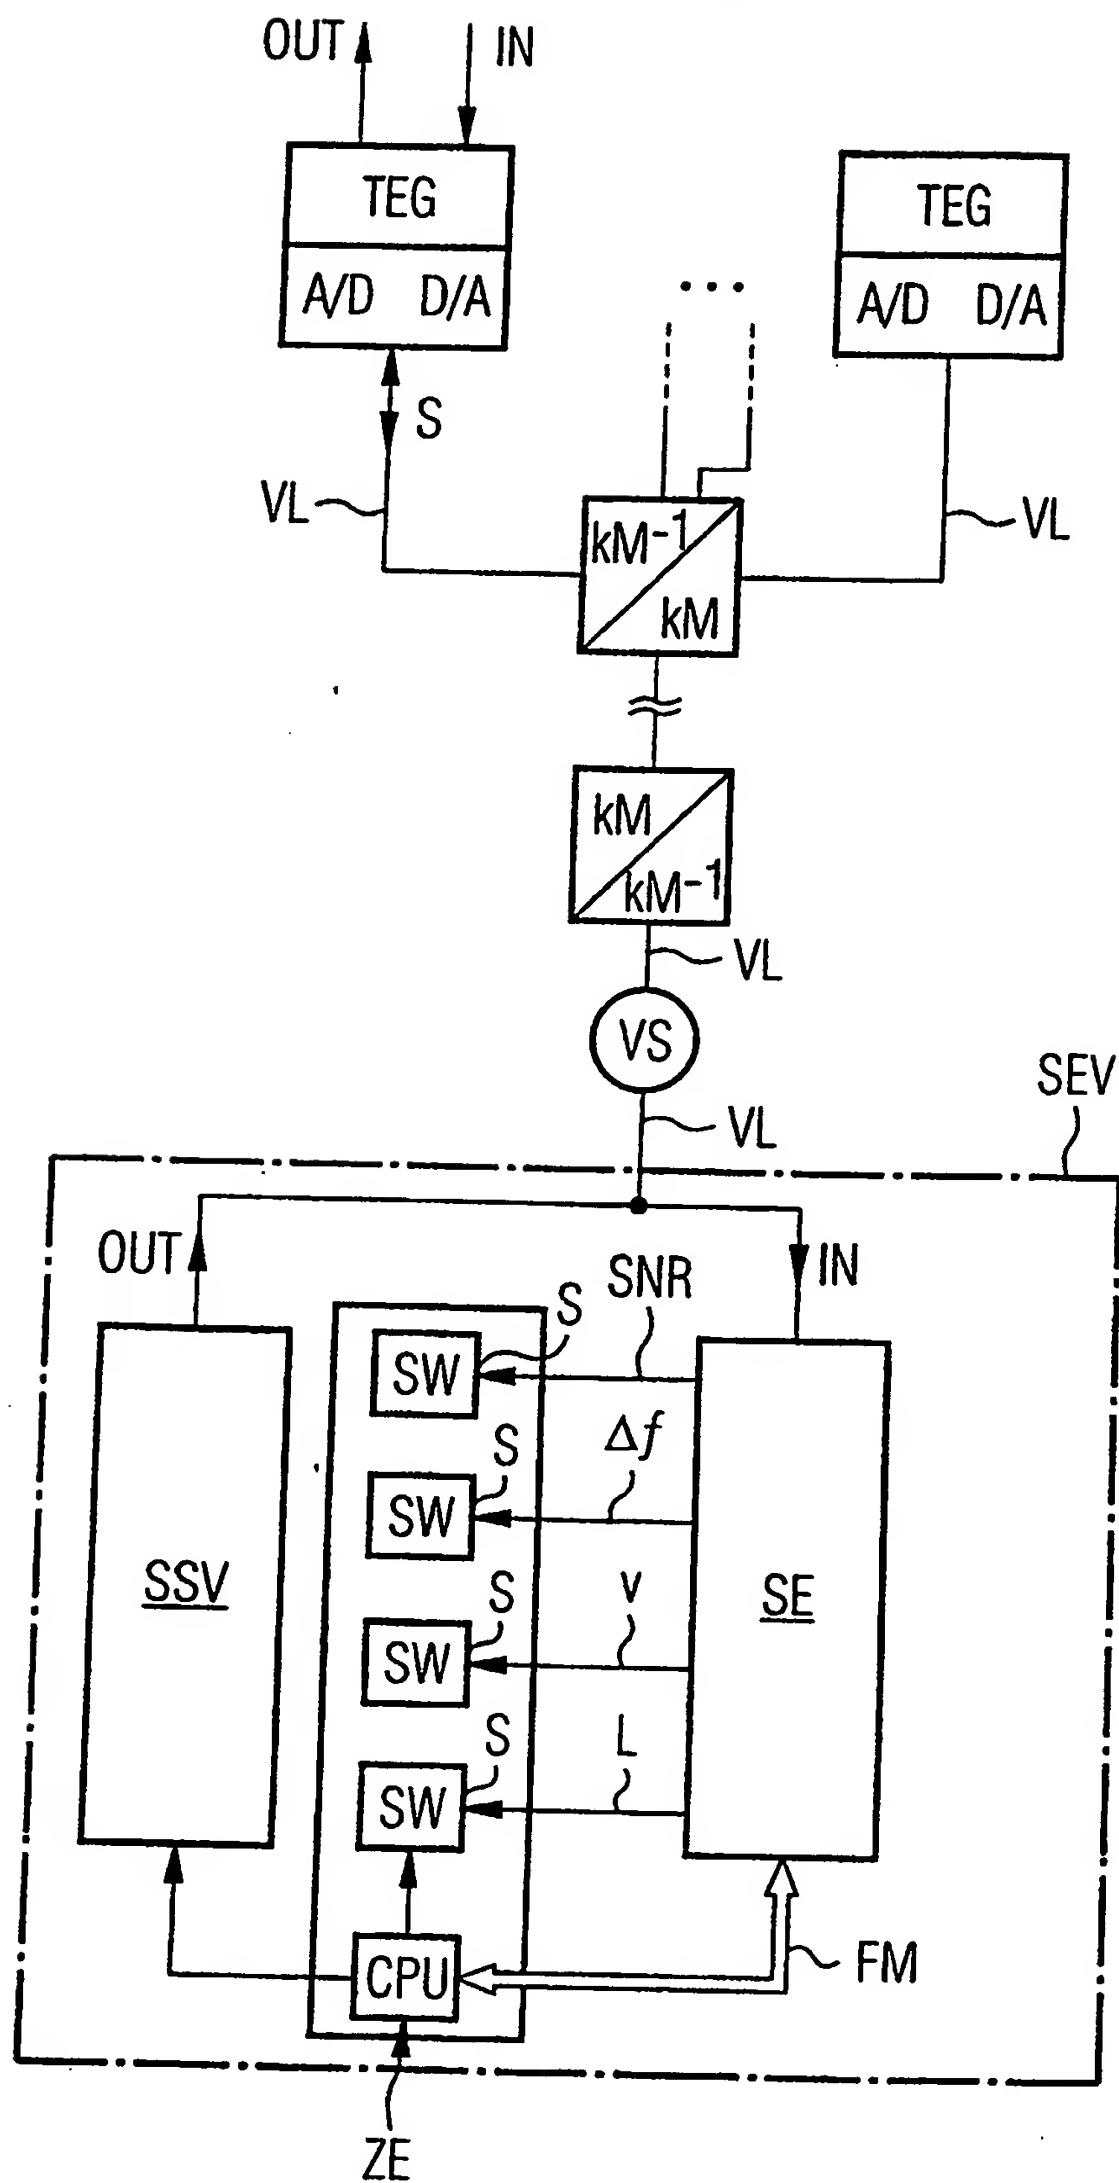 OUT IN
TEG TEG
A/D D/A A/D D/A
S
VL VL
kM-1
kM
kM
kM-1
VL
VS
SEV
VL
OUT IN
SNR
S
SW
Δf
S
SW
SSV SE
v
S
SW
L
S
SW
CPU FM
ZE